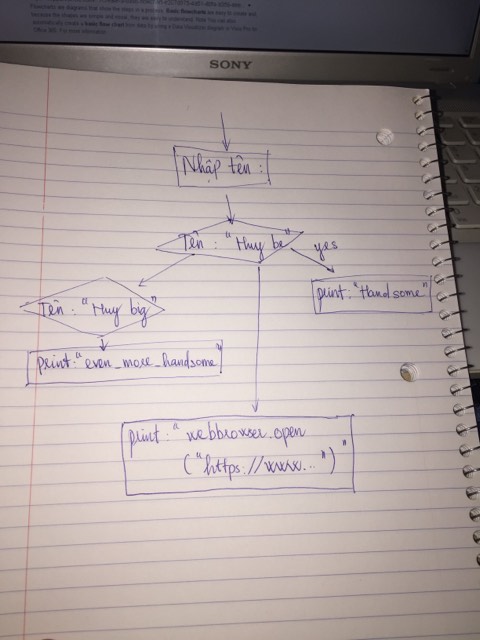 Flowcharts are diagrams that show the steps in a process. Basic flowcharts are easy to create and,
because the shapes are simple and visual, they are easy to understand. Note You can also
automatically create a basic flow chart from data by using a Data Visualizer diagram in Visio Pro for
Office 365. For more information
SONY
Nhập tên :
Tên : "Huy be"
yes
print: "Handsome"
Tên : "Huy big"
print: "even_more_handsome"
print : " webbrowser.open
("https://www...")"